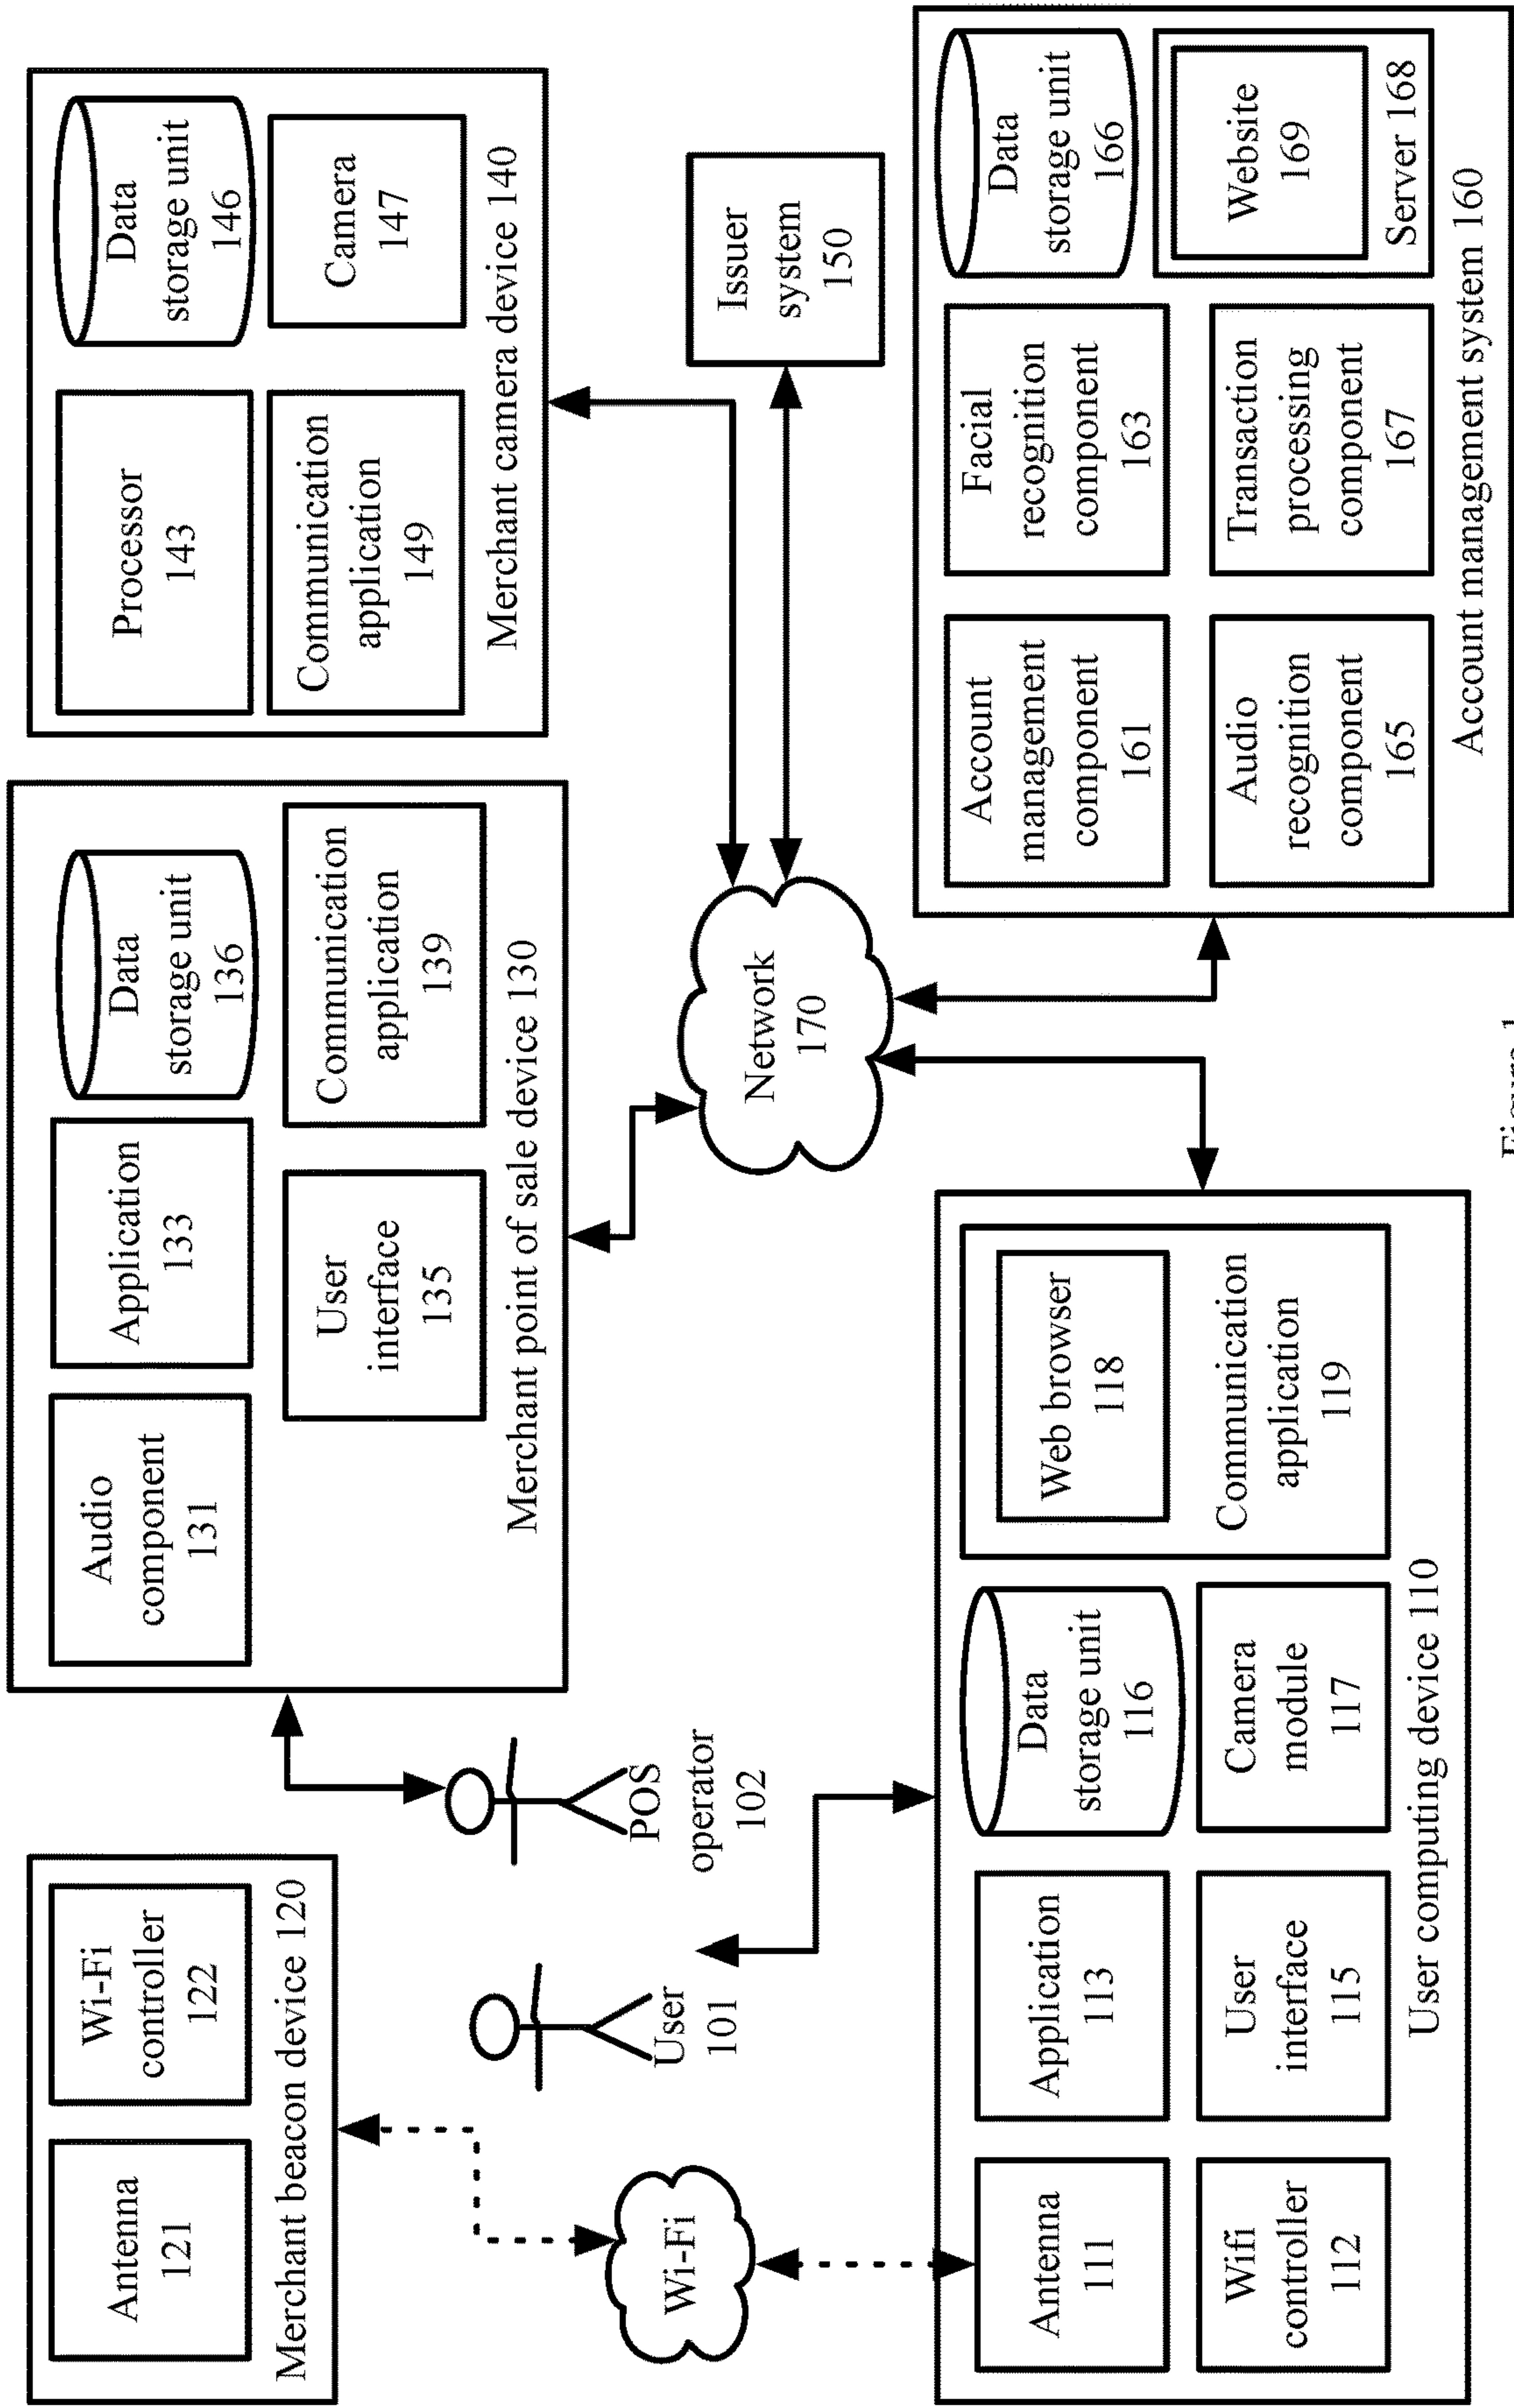 Antenna
121
Wi-Fi
controller
122
Merchant beacon device 120
Audio
component
131
Application
133
Data
storage unit
136
User
interface
135
Communication
application
139
Merchant point of sale device 130
Processor
143
Data
storage unit
146
Communication
application
149
Camera
147
Merchant camera device 140
POS
operator
102
User
101
Wi-Fi
Network
170
Issuer
system
150
Antenna
111
Application
113
Data
storage unit
116
Web browser
118
Communication
application
119
Wifi
controller
112
User
interface
115
Camera
module
117
User computing device 110
Account
management
component
161
Facial
recognition
component
163
Data
storage unit
166
Audio
recognition
component
165
Transaction
processing
component
167
Website
169
Server 168
Account management system 160
Figure 1